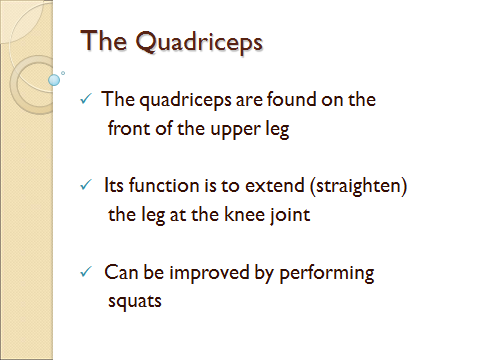 The Quadriceps
✓ The quadriceps are found on the
front of the upper leg
✓ Its function is to extend (straighten)
the leg at the knee joint
✓ Can be improved by performing
squats